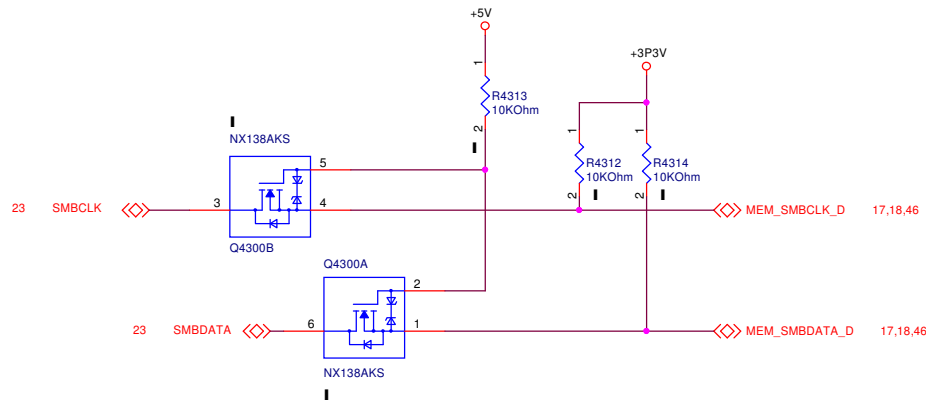 +5V
+3P3V
1
R4313
10KOhm
2
NX138AKS
5
1
1
R4312
10KOhm
R4314
10KOhm
2
2
23 SMBCLK
3
4
MEM_SMBCLK_D 17,18,46
Q4300B
Q4300A
2
23 SMBDATA
6
1
MEM_SMBDATA_D 17,18,46
NX138AKS